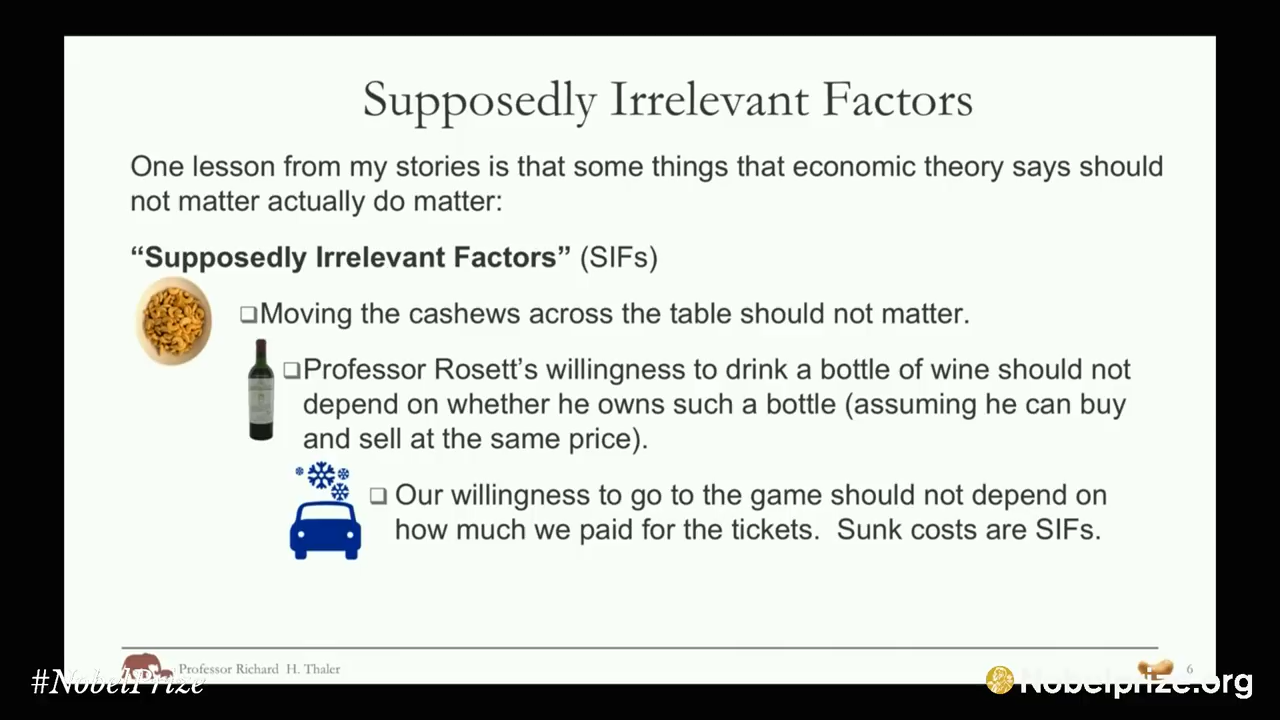 Supposedly Irrelevant Factors
One lesson from my stories is that some things that economic theory says should
not matter actually do matter:
“Supposedly Irrelevant Factors” (SIFs)
Moving the cashews across the table should not matter.
Professor Rosett’s willingness to drink a bottle of wine should not
depend on whether he owns such a bottle (assuming he can buy
and sell at the same price).
Our willingness to go to the game should not depend on
how much we paid for the tickets.  Sunk costs are SIFs.
Professor Richard H. Thaler
6
#NobelPrize
Nobelprize.org